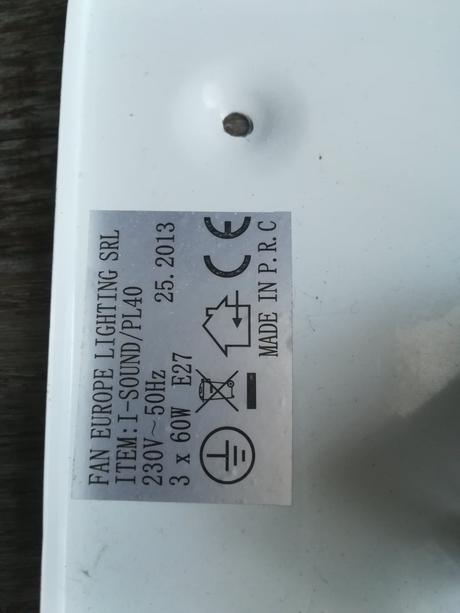 FAN EUROPE LIGHTING SRL
ITEM:I-SOUND/PL40
230V~50Hz 25.2013
3 x 60W E27
CE
MADE IN P.R.C